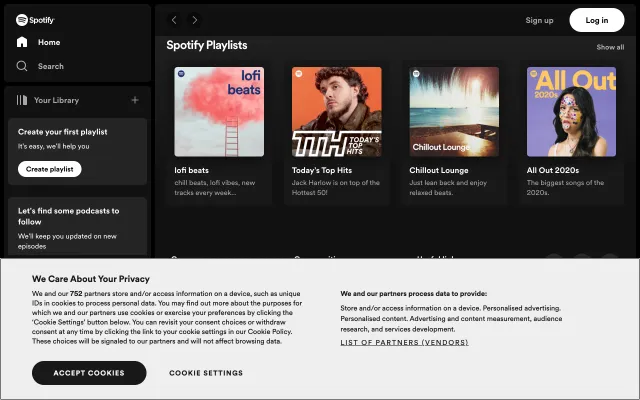 Spotify
Home
Search
Your Library
Create your first playlist
It's easy, we'll help you
Create playlist
Let's find some podcasts to
follow
We'll keep you updated on new
episodes
Sign up
Log in
Spotify Playlists
Show all
lofi
beats
lofi beats
chill beats, lofi vibes, new
tracks every week...
TTH
TODAY'S
TOP
HITS
Today's Top Hits
Jack Harlow is on top of the
Hottest 50!
Chillout Lounge
Chillout Lounge
Just lean back and enjoy
relaxed beats.
All Out
2020s
All Out 2020s
The biggest songs of the
2020s.
We Care About Your Privacy
We and our 752 partners store and/or access information on a device, such as unique
IDs in cookies to process personal data. You may find out more about the purposes for
which we and our partners use cookies or exercise your preferences by clicking the
'Cookie Settings' button below. You can revisit your consent choices or withdraw
consent at any time by clicking the link to your cookie settings in our Cookie Policy.
These choices will be signaled to our partners and will not affect browsing data.
We and our partners process data to provide:
Store and/or access information on a device. Personalised advertising.
Personalised content. Advertising and content measurement, audience
research, and services development.
LIST OF PARTNERS (VENDORS)
ACCEPT COOKIES
COOKIE SETTINGS